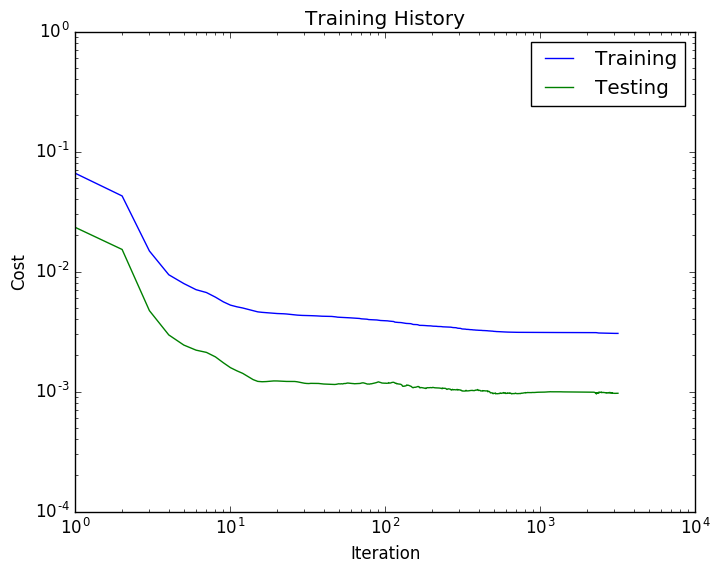 Training History
10^0
Training
Testing
10^-1
10^-2
Cost
10^-3
10^-4
10^0 10^1 10^2 10^3 10^4
Iteration